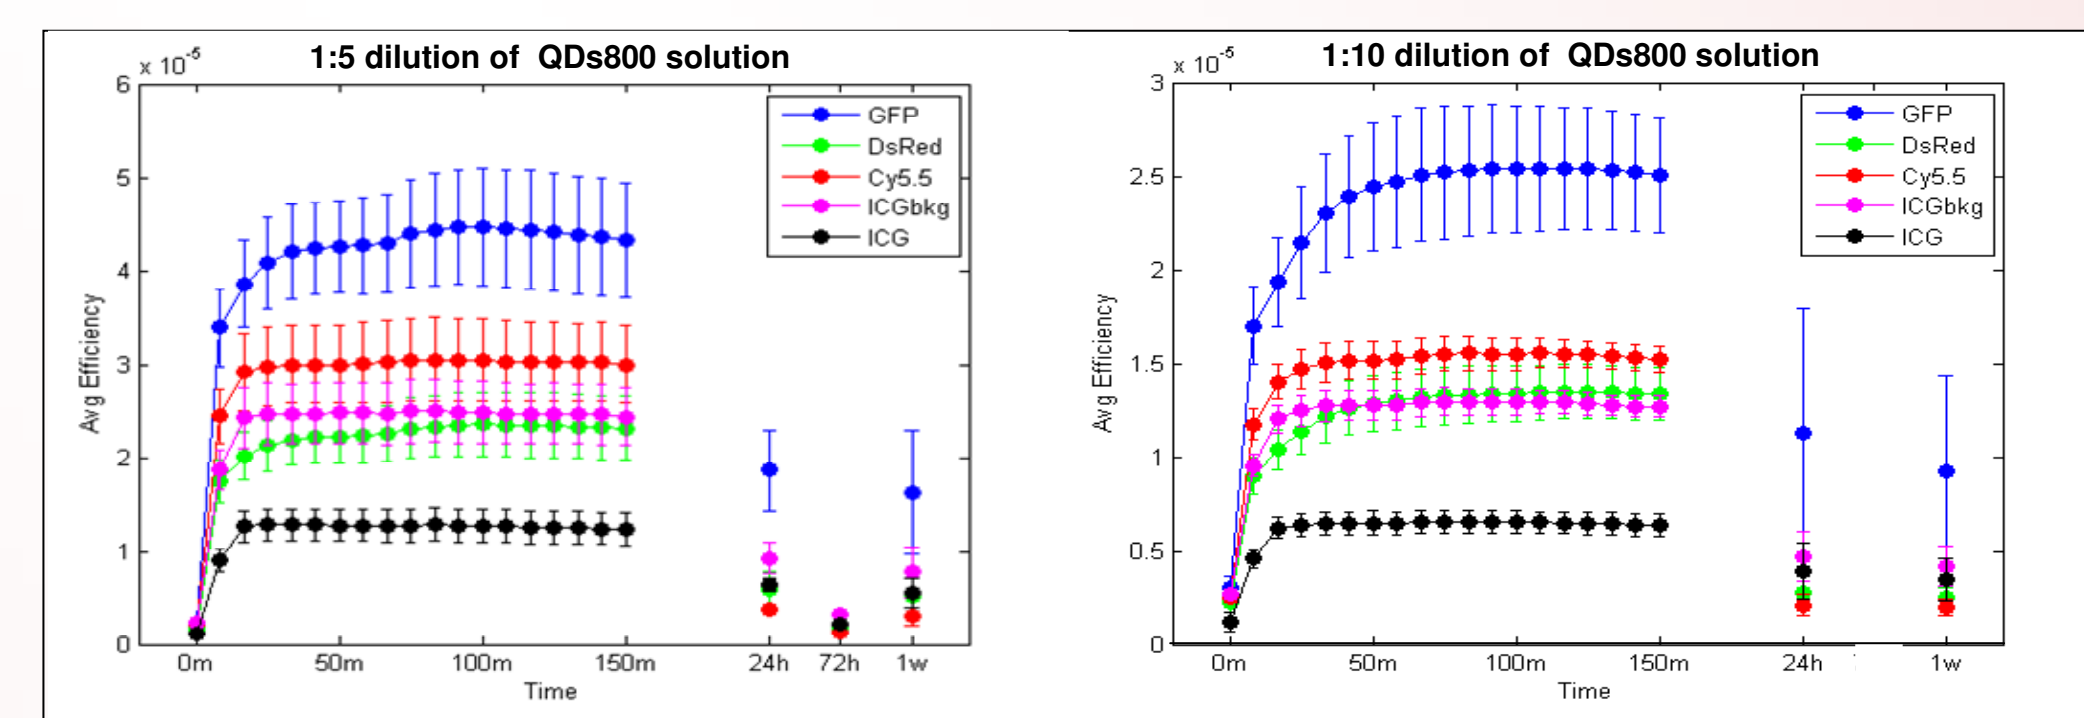 1:5 dilution of QDs800 solution
x 10⁻⁵
6
5
4
3
2
1
0
Avg Efficiency
GFP
DsRed
Cy5.5
ICGbkg
ICG
0m 50m 100m 150m 24h 72h 1w
Time
1:10 dilution of QDs800 solution
x 10⁻⁵
3
2.5
2
1.5
1
0.5
0
Avg Efficiency
GFP
DsRed
Cy5.5
ICGbkg
ICG
0m 50m 100m 150m 24h 1w
Time